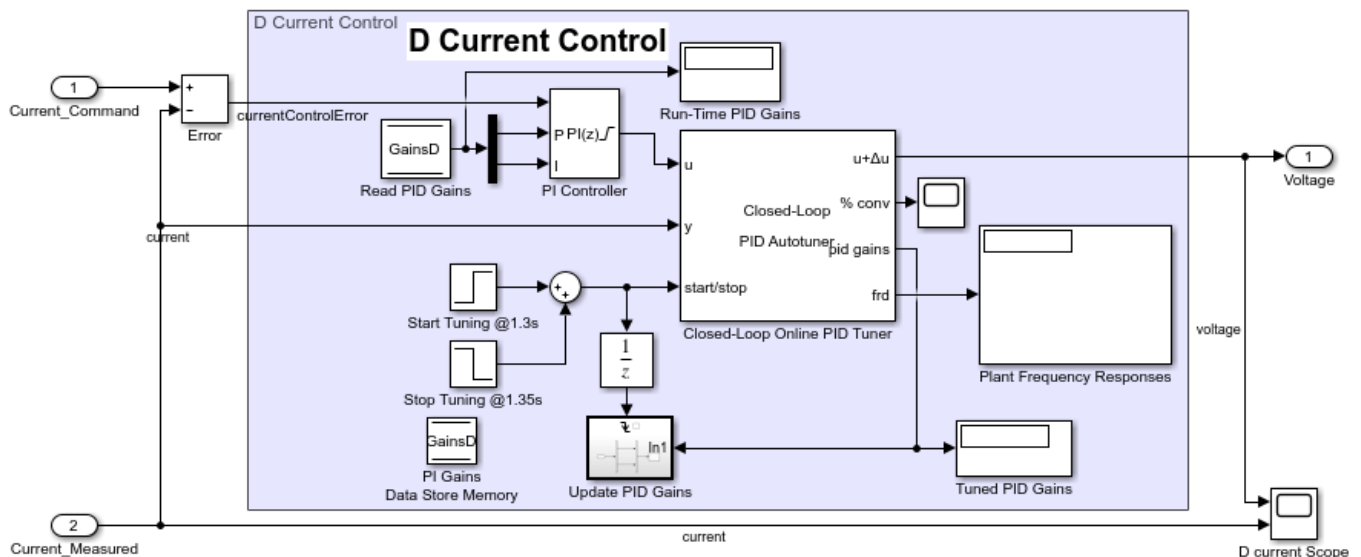 D Current Control
D Current Control
1
Current_Command
+
−
Error
currentControlError
GainsD
Read PID Gains
P PI(z)
I
PI Controller
Run-Time PID Gains
u
y
start/stop
Closed-Loop
PID Autotuner
u+Δu
% conv
pid gains
frd
Closed-Loop Online PID Tuner
1
Voltage
current
Start Tuning @1.3s
+
+
Stop Tuning @1.35s
1
z
GainsD
PI Gains
Data Store Memory
In1
Update PID Gains
Plant Frequency Responses
Tuned PID Gains
voltage
2
Current_Measured
current
D current Scope